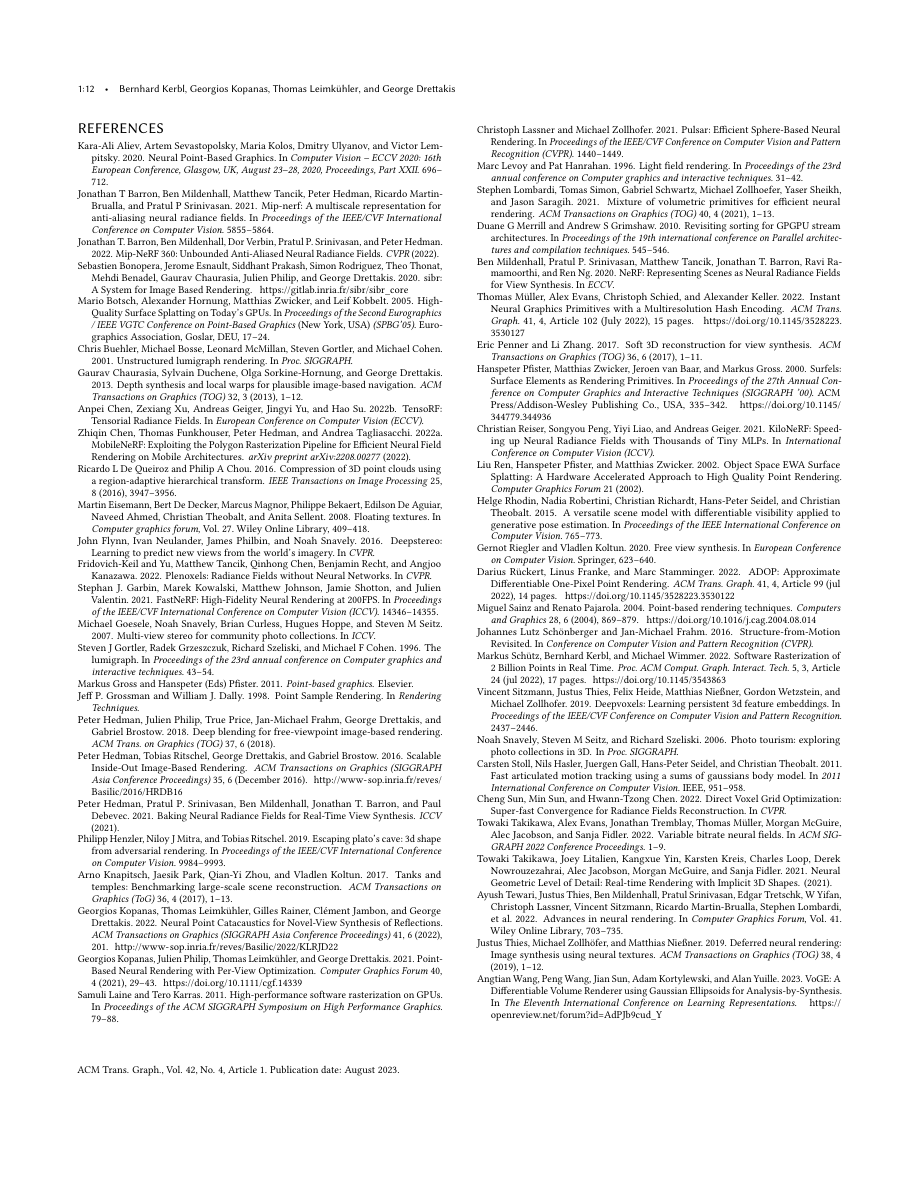 1:12 • Bernhard Kerbl, Georgios Kopanas, Thomas Leimkühler, and George Drettakis
REFERENCES
Kara-Ali Aliev, Artem Sevastopolsky, Maria Kolos, Dmitry Ulyanov, and Victor Lem-
pitsky. 2020. Neural Point-Based Graphics. In Computer Vision – ECCV 2020: 16th
European Conference, Glasgow, UK, August 23–28, 2020, Proceedings, Part XXII. 696–
712.
Jonathan T Barron, Ben Mildenhall, Matthew Tancik, Peter Hedman, Ricardo Martin-
Brualla, and Pratul P Srinivasan. 2021. Mip-nerf: A multiscale representation for
anti-aliasing neural radiance fields. In Proceedings of the IEEE/CVF International
Conference on Computer Vision. 5855–5864.
Jonathan T. Barron, Ben Mildenhall, Dor Verbin, Pratul P. Srinivasan, and Peter Hedman.
2022. Mip-NeRF 360: Unbounded Anti-Aliased Neural Radiance Fields. CVPR (2022).
Sebastien Bonopera, Jerome Esnault, Siddhant Prakash, Simon Rodriguez, Theo Thonat,
Mehdi Benadel, Gaurav Chaurasia, Julien Philip, and George Drettakis. 2020. sibr:
A System for Image Based Rendering. https://gitlab.inria.fr/sibr/sibr_core
Mario Botsch, Alexander Hornung, Matthias Zwicker, and Leif Kobbelt. 2005. High-
Quality Surface Splatting on Today's GPUs. In Proceedings of the Second Eurographics
/ IEEE VGTC Conference on Point-Based Graphics (New York, USA) (SPBG'05). Euro-
graphics Association, Goslar, DEU, 17–24.
Chris Buehler, Michael Bosse, Leonard McMillan, Steven Gortler, and Michael Cohen.
2001. Unstructured lumigraph rendering. In Proc. SIGGRAPH.
Gaurav Chaurasia, Sylvain Duchene, Olga Sorkine-Hornung, and George Drettakis.
2013. Depth synthesis and local warps for plausible image-based navigation. ACM
Transactions on Graphics (TOG) 32, 3 (2013), 1–12.
Anpei Chen, Zexiang Xu, Andreas Geiger, Jingyi Yu, and Hao Su. 2022b. TensoRF:
Tensorial Radiance Fields. In European Conference on Computer Vision (ECCV).
Zhiqin Chen, Thomas Funkhouser, Peter Hedman, and Andrea Tagliasacchi. 2022a.
MobileNeRF: Exploiting the Polygon Rasterization Pipeline for Efficient Neural Field
Rendering on Mobile Architectures. arXiv preprint arXiv:2208.00277 (2022).
Ricardo L De Queiroz and Philip A Chou. 2016. Compression of 3D point clouds using
a region-adaptive hierarchical transform. IEEE Transactions on Image Processing 25,
8 (2016), 3947–3956.
Martin Eisemann, Bert De Decker, Marcus Magnor, Philippe Bekaert, Edilson De Aguiar,
Naveed Ahmed, Christian Theobalt, and Anita Sellent. 2008. Floating textures. In
Computer graphics forum, Vol. 27. Wiley Online Library, 409–418.
John Flynn, Ivan Neulander, James Philbin, and Noah Snavely. 2016. Deepstereo:
Learning to predict new views from the world's imagery. In CVPR.
Fridovich-Keil and Yu, Matthew Tancik, Qinhong Chen, Benjamin Recht, and Angjoo
Kanazawa. 2022. Plenoxels: Radiance Fields without Neural Networks. In CVPR.
Stephan J. Garbin, Marek Kowalski, Matthew Johnson, Jamie Shotton, and Julien
Valentin. 2021. FastNeRF: High-Fidelity Neural Rendering at 200FPS. In Proceedings
of the IEEE/CVF International Conference on Computer Vision (ICCV). 14346–14355.
Michael Goesele, Noah Snavely, Brian Curless, Hugues Hoppe, and Steven M Seitz.
2007. Multi-view stereo for community photo collections. In ICCV.
Steven J Gortler, Radek Grzeszczuk, Richard Szeliski, and Michael F Cohen. 1996. The
lumigraph. In Proceedings of the 23rd annual conference on Computer graphics and
interactive techniques. 43–54.
Markus Gross and Hanspeter (Eds) Pfister. 2011. Point-based graphics. Elsevier.
Jeff P. Grossman and William J. Dally. 1998. Point Sample Rendering. In Rendering
Techniques.
Peter Hedman, Julien Philip, True Price, Jan-Michael Frahm, George Drettakis, and
Gabriel Brostow. 2018. Deep blending for free-viewpoint image-based rendering.
ACM Trans. on Graphics (TOG) 37, 6 (2018).
Peter Hedman, Tobias Ritschel, George Drettakis, and Gabriel Brostow. 2016. Scalable
Inside-Out Image-Based Rendering. ACM Transactions on Graphics (SIGGRAPH
Asia Conference Proceedings) 35, 6 (December 2016). http://www-sop.inria.fr/reves/
Basilic/2016/HRDB16
Peter Hedman, Pratul P. Srinivasan, Ben Mildenhall, Jonathan T. Barron, and Paul
Debevec. 2021. Baking Neural Radiance Fields for Real-Time View Synthesis. ICCV
(2021).
Philipp Henzler, Niloy J Mitra, and Tobias Ritschel. 2019. Escaping plato's cave: 3d shape
from adversarial rendering. In Proceedings of the IEEE/CVF International Conference
on Computer Vision. 9984–9993.
Arno Knapitsch, Jaesik Park, Qian-Yi Zhou, and Vladlen Koltun. 2017. Tanks and
temples: Benchmarking large-scale scene reconstruction. ACM Transactions on
Graphics (ToG) 36, 4 (2017), 1–13.
Georgios Kopanas, Thomas Leimkühler, Gilles Rainer, Clément Jambon, and George
Drettakis. 2022. Neural Point Catacaustics for Novel-View Synthesis of Reflections.
ACM Transactions on Graphics (SIGGRAPH Asia Conference Proceedings) 41, 6 (2022),
201. http://www-sop.inria.fr/reves/Basilic/2022/KLRJD22
Georgios Kopanas, Julien Philip, Thomas Leimkühler, and George Drettakis. 2021. Point-
Based Neural Rendering with Per-View Optimization. Computer Graphics Forum 40,
4 (2021), 29–43. https://doi.org/10.1111/cgf.14339
Samuli Laine and Tero Karras. 2011. High-performance software rasterization on GPUs.
In Proceedings of the ACM SIGGRAPH Symposium on High Performance Graphics.
79–88.
Christoph Lassner and Michael Zollhofer. 2021. Pulsar: Efficient Sphere-Based Neural
Rendering. In Proceedings of the IEEE/CVF Conference on Computer Vision and Pattern
Recognition (CVPR). 1440–1449.
Marc Levoy and Pat Hanrahan. 1996. Light field rendering. In Proceedings of the 23rd
annual conference on Computer graphics and interactive techniques. 31–42.
Stephen Lombardi, Tomas Simon, Gabriel Schwartz, Michael Zollhoefer, Yaser Sheikh,
and Jason Saragih. 2021. Mixture of volumetric primitives for efficient neural
rendering. ACM Transactions on Graphics (TOG) 40, 4 (2021), 1–13.
Duane G Merrill and Andrew S Grimshaw. 2010. Revisiting sorting for GPGPU stream
architectures. In Proceedings of the 19th international conference on Parallel architec-
tures and compilation techniques. 545–546.
Ben Mildenhall, Pratul P. Srinivasan, Matthew Tancik, Jonathan T. Barron, Ravi Ra-
mamoorthi, and Ren Ng. 2020. NeRF: Representing Scenes as Neural Radiance Fields
for View Synthesis. In ECCV.
Thomas Müller, Alex Evans, Christoph Schied, and Alexander Keller. 2022. Instant
Neural Graphics Primitives with a Multiresolution Hash Encoding. ACM Trans.
Graph. 41, 4, Article 102 (July 2022), 15 pages. https://doi.org/10.1145/3528223.
3530127
Eric Penner and Li Zhang. 2017. Soft 3D reconstruction for view synthesis. ACM
Transactions on Graphics (TOG) 36, 6 (2017), 1–11.
Hanspeter Pfister, Matthias Zwicker, Jeroen van Baar, and Markus Gross. 2000. Surfels:
Surface Elements as Rendering Primitives. In Proceedings of the 27th Annual Con-
ference on Computer Graphics and Interactive Techniques (SIGGRAPH '00). ACM
Press/Addison-Wesley Publishing Co., USA, 335–342. https://doi.org/10.1145/
344779.344936
Christian Reiser, Songyou Peng, Yiyi Liao, and Andreas Geiger. 2021. KiloNeRF: Speed-
ing up Neural Radiance Fields with Thousands of Tiny MLPs. In International
Conference on Computer Vision (ICCV).
Liu Ren, Hanspeter Pfister, and Matthias Zwicker. 2002. Object Space EWA Surface
Splatting: A Hardware Accelerated Approach to High Quality Point Rendering.
Computer Graphics Forum 21 (2002).
Helge Rhodin, Nadia Robertini, Christian Richardt, Hans-Peter Seidel, and Christian
Theobalt. 2015. A versatile scene model with differentiable visibility applied to
generative pose estimation. In Proceedings of the IEEE International Conference on
Computer Vision. 765–773.
Gernot Riegler and Vladlen Koltun. 2020. Free view synthesis. In European Conference
on Computer Vision. Springer, 623–640.
Darius Rückert, Linus Franke, and Marc Stamminger. 2022. ADOP: Approximate
Differentiable One-Pixel Point Rendering. ACM Trans. Graph. 41, 4, Article 99 (jul
2022), 14 pages. https://doi.org/10.1145/3528223.3530122
Miguel Sainz and Renato Pajarola. 2004. Point-based rendering techniques. Computers
and Graphics 28, 6 (2004), 869–879. https://doi.org/10.1016/j.cag.2004.08.014
Johannes Lutz Schönberger and Jan-Michael Frahm. 2016. Structure-from-Motion
Revisited. In Conference on Computer Vision and Pattern Recognition (CVPR).
Markus Schütz, Bernhard Kerbl, and Michael Wimmer. 2022. Software Rasterization of
2 Billion Points in Real Time. Proc. ACM Comput. Graph. Interact. Tech. 5, 3, Article
24 (jul 2022), 17 pages. https://doi.org/10.1145/3543863
Vincent Sitzmann, Justus Thies, Felix Heide, Matthias Nießner, Gordon Wetzstein, and
Michael Zollhofer. 2019. Deepvoxels: Learning persistent 3d feature embeddings. In
Proceedings of the IEEE/CVF Conference on Computer Vision and Pattern Recognition.
2437–2446.
Noah Snavely, Steven M Seitz, and Richard Szeliski. 2006. Photo tourism: exploring
photo collections in 3D. In Proc. SIGGRAPH.
Carsten Stoll, Nils Hasler, Juergen Gall, Hans-Peter Seidel, and Christian Theobalt. 2011.
Fast articulated motion tracking using a sums of gaussians body model. In 2011
International Conference on Computer Vision. IEEE, 951–958.
Cheng Sun, Min Sun, and Hwann-Tzong Chen. 2022. Direct Voxel Grid Optimization:
Super-fast Convergence for Radiance Fields Reconstruction. In CVPR.
Towaki Takikawa, Alex Evans, Jonathan Tremblay, Thomas Müller, Morgan McGuire,
Alec Jacobson, and Sanja Fidler. 2022. Variable bitrate neural fields. In ACM SIG-
GRAPH 2022 Conference Proceedings. 1–9.
Towaki Takikawa, Joey Litalien, Kangxue Yin, Karsten Kreis, Charles Loop, Derek
Nowrouzezahrai, Alec Jacobson, Morgan McGuire, and Sanja Fidler. 2021. Neural
Geometric Level of Detail: Real-time Rendering with Implicit 3D Shapes. (2021).
Ayush Tewari, Justus Thies, Ben Mildenhall, Pratul Srinivasan, Edgar Tretschk, W Yifan,
Christoph Lassner, Vincent Sitzmann, Ricardo Martin-Brualla, Stephen Lombardi,
et al. 2022. Advances in neural rendering. In Computer Graphics Forum, Vol. 41.
Wiley Online Library, 703–735.
Justus Thies, Michael Zollhöfer, and Matthias Nießner. 2019. Deferred neural rendering:
Image synthesis using neural textures. ACM Transactions on Graphics (TOG) 38, 4
(2019), 1–12.
Angtian Wang, Peng Wang, Jian Sun, Adam Kortylewski, and Alan Yuille. 2023. VoGE: A
Differentiable Volume Renderer using Gaussian Ellipsoids for Analysis-by-Synthesis.
In The Eleventh International Conference on Learning Representations. https://
openreview.net/forum?id=AdPJb9cud_Y
ACM Trans. Graph., Vol. 42, No. 4, Article 1. Publication date: August 2023.